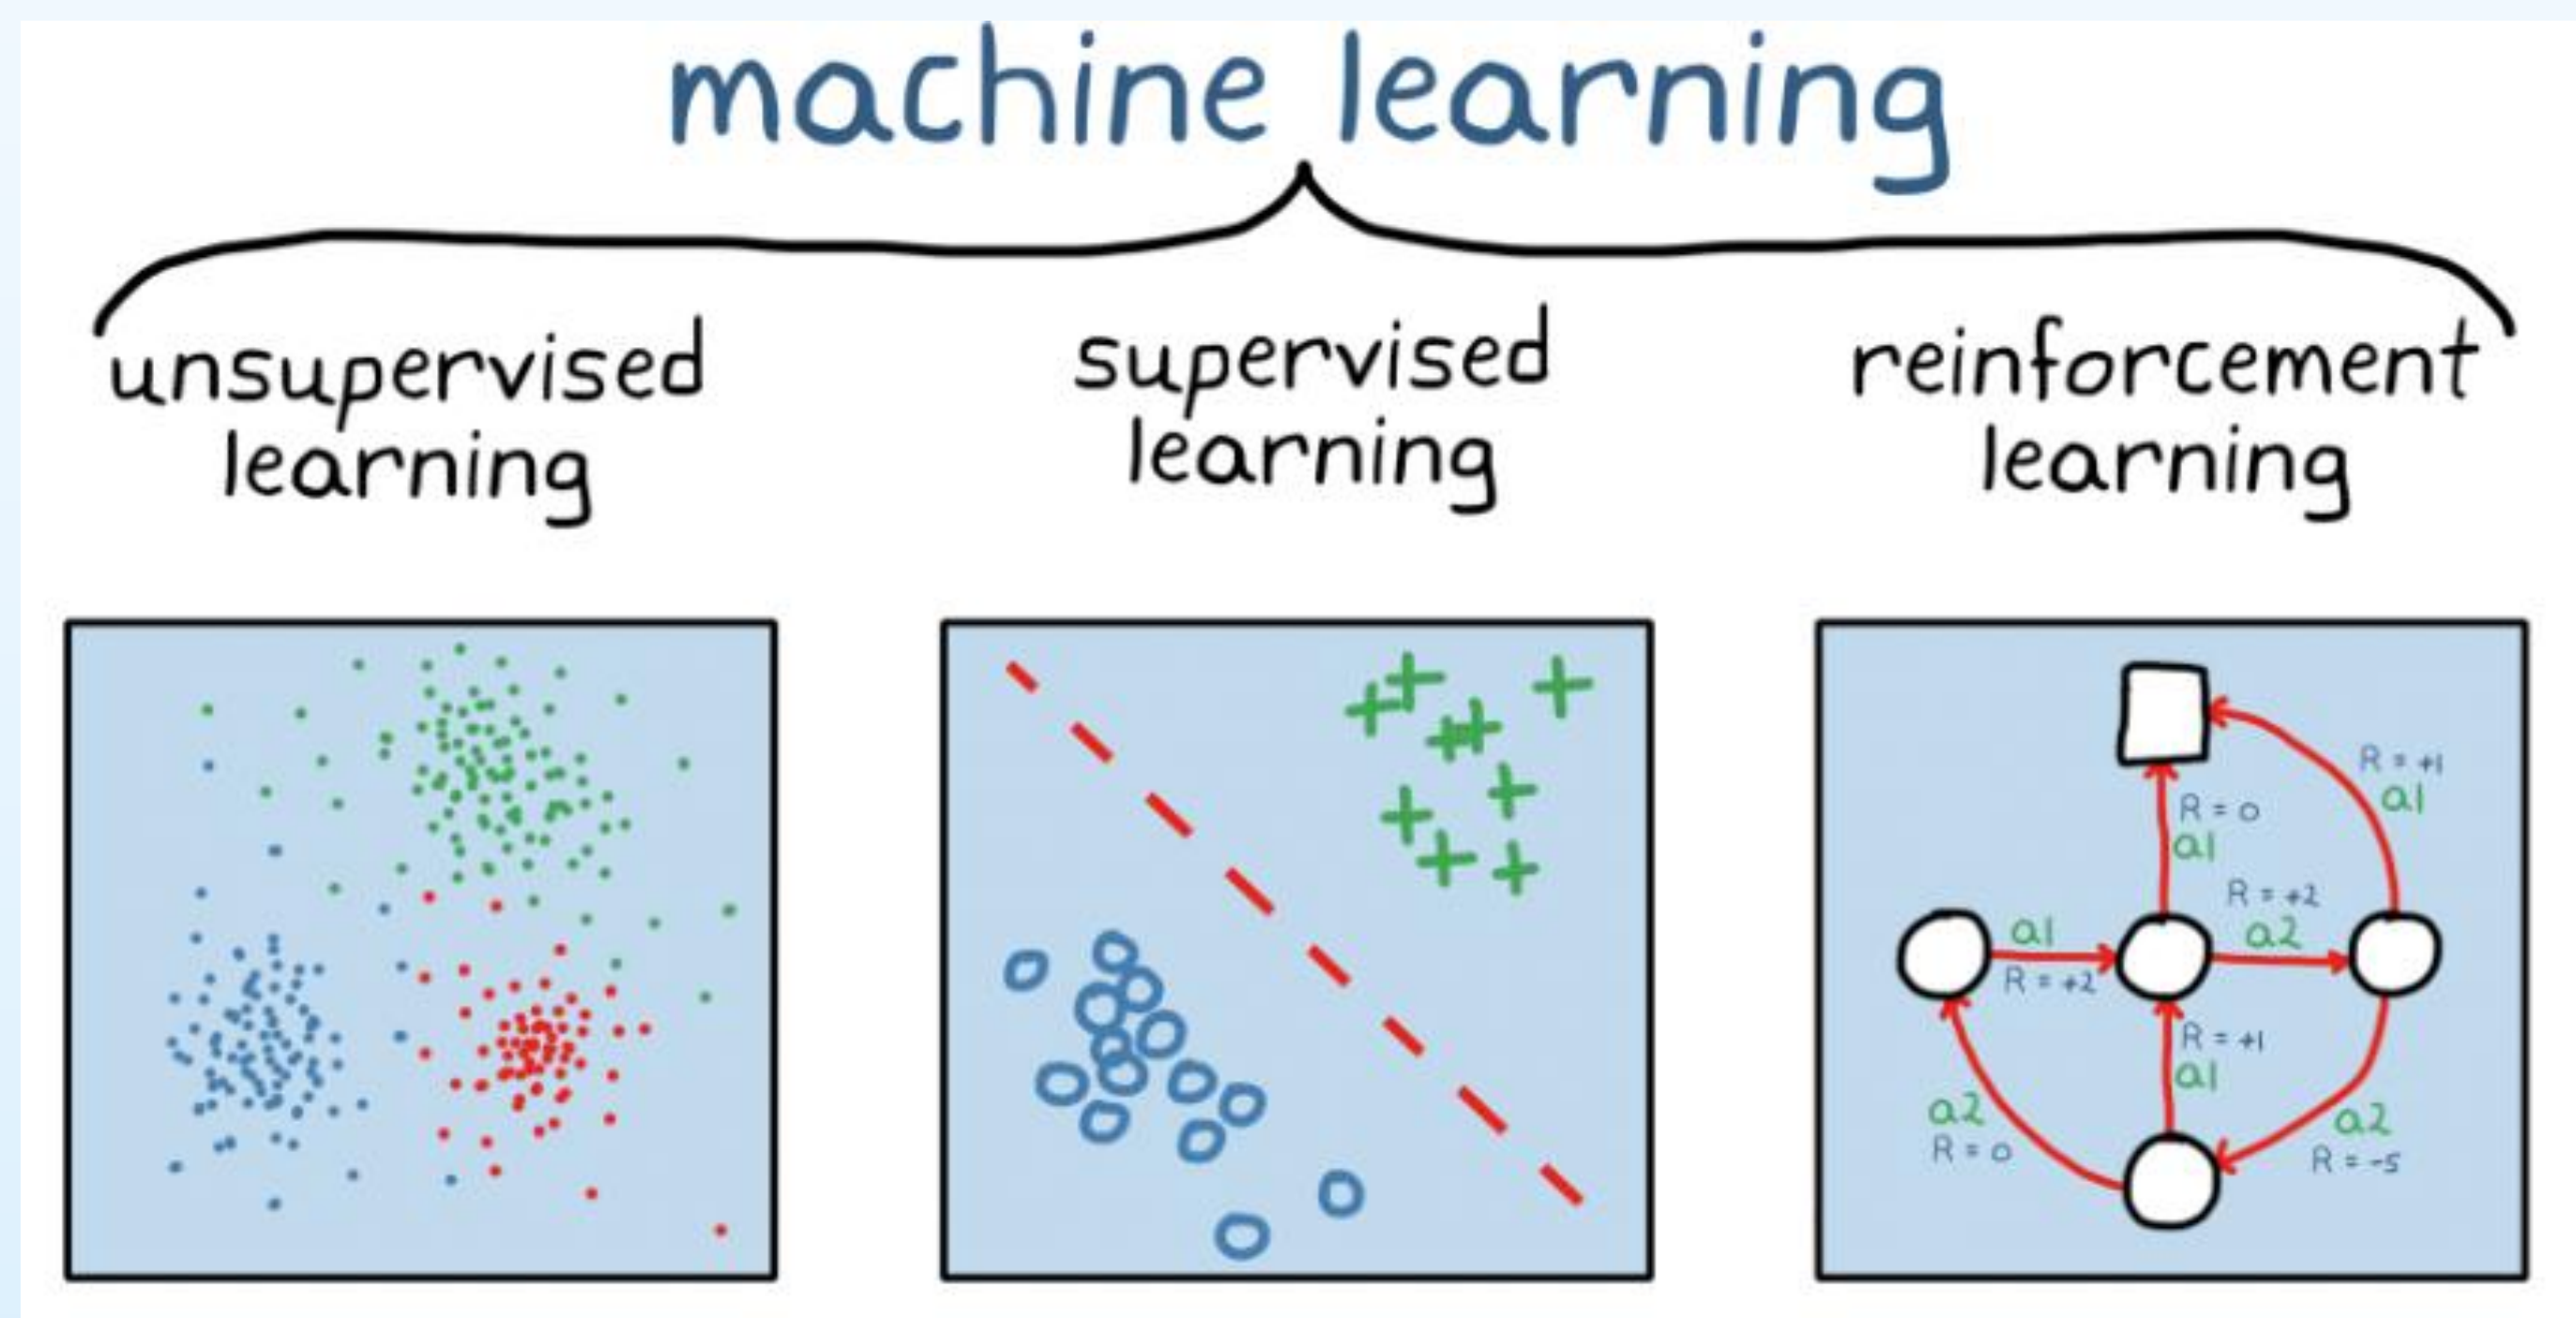 machine learning
unsupervised
learning
supervised
learning
reinforcement
learning
R = +1
a1
R = 0
a1
R = +2
a2
a1
R = +2
R = +1
a1
a2
R = 0
a2
R = -5